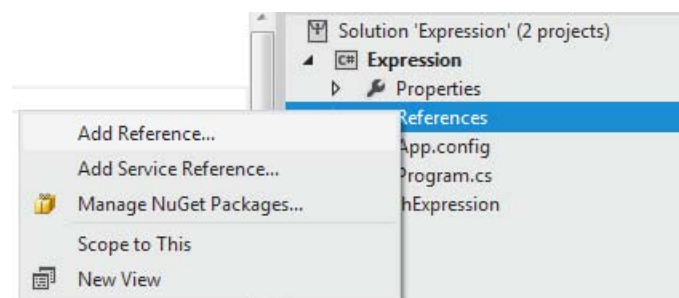 Solution 'Expression' (2 projects)
C# Expression
Properties
References
App.config
Program.cs
hExpression
Add Reference...
Add Service Reference...
Manage NuGet Packages...
Scope to This
New View